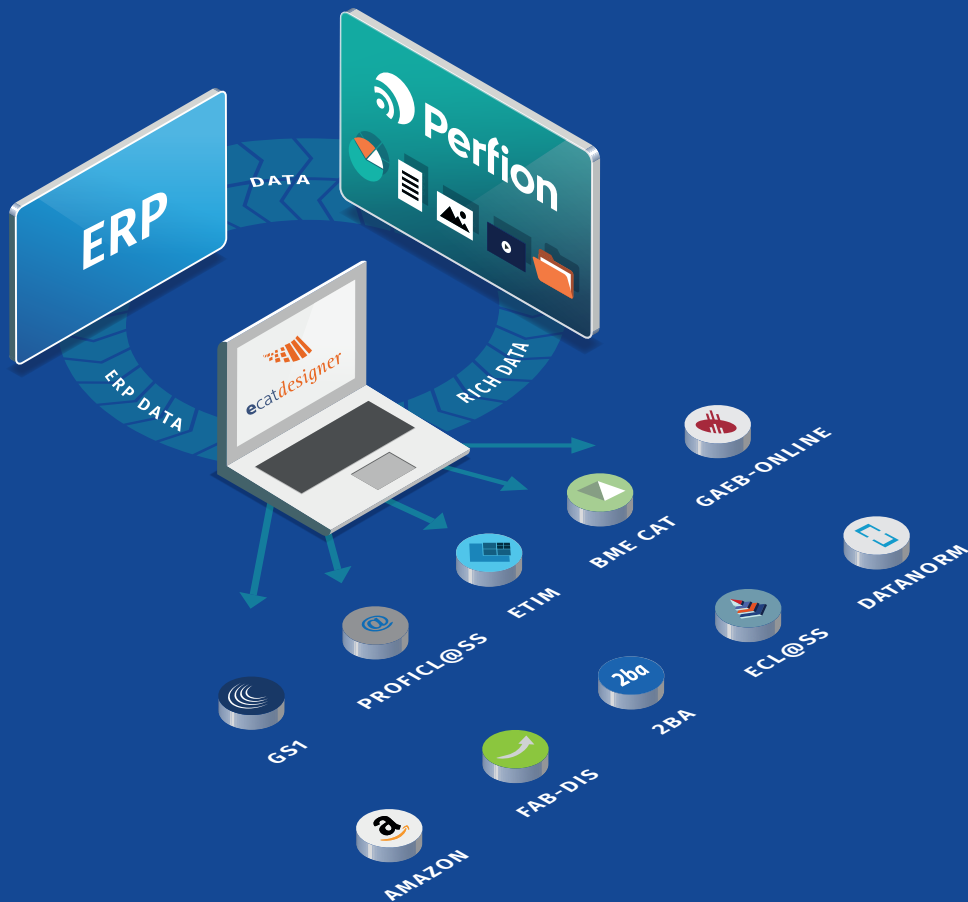 Perfion
ERP
DATA
ecatdesigner
ERP DATA
RICH DATA
GAEB-ONLINE
BME CAT
ETIM
PROFICL@SS
@
GS1
DATANORM
ECL@SS
2ba
2BA
FAB-DIS
a
AMAZON